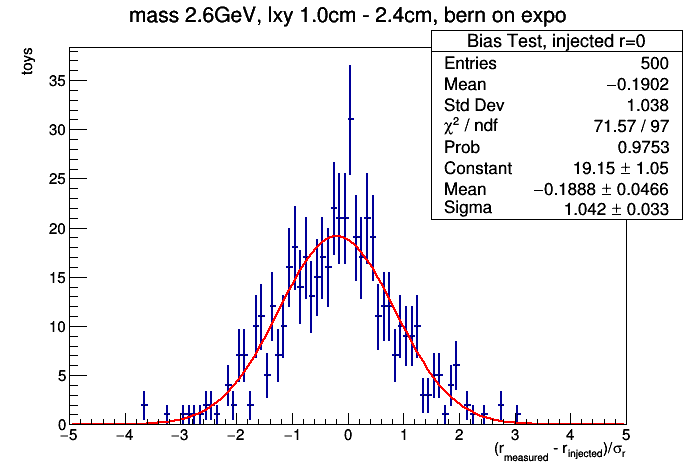 mass 2.6GeV, lxy 1.0cm - 2.4cm, bern on expo
toys
Bias Test, injected r=0
Entries 500
Mean −0.1902
Std Dev 1.038
χ² / ndf 71.57 / 97
Prob 0.9753
Constant 19.15 ± 1.05
Mean −0.1888 ± 0.0466
Sigma 1.042 ± 0.033
35
30
25
20
15
10
5
0
−5 −4 −3 −2 −1 0 1 2 3 4 5
(r_measured - r_injected)/σ_r